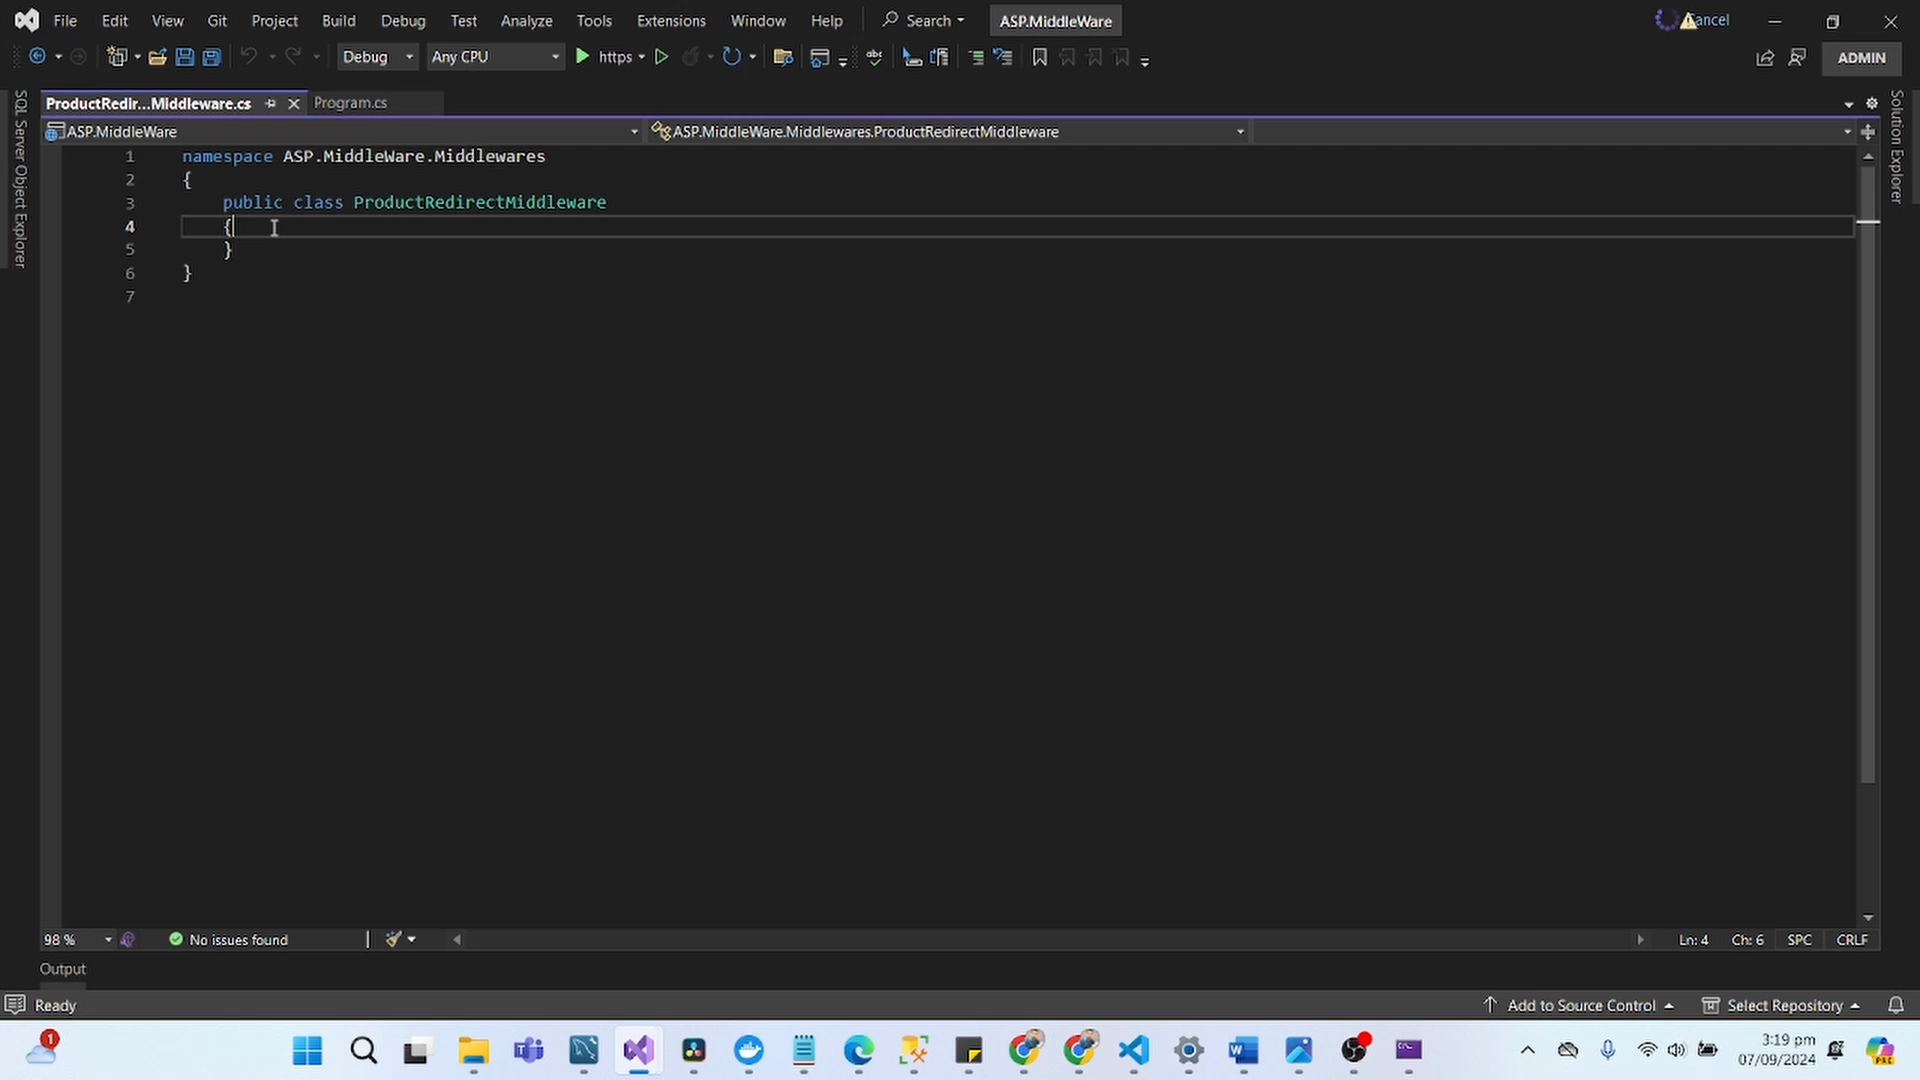 File Edit View Git Project Build Debug Test Analyze Tools Extensions Window Help Search ASP.MiddleWare Cancel
Debug Any CPU https ADMIN
ProductRedir...Middleware.cs Program.cs
ASP.MiddleWare ASP.MiddleWare.Middlewares.ProductRedirectMiddleware
SQL Server Object Explorer
Solution Explorer
1 namespace ASP.MiddleWare.Middlewares
2 {
3 public class ProductRedirectMiddleware
4 {
5 }
6 }
7
98 % No issues found Ln: 4 Ch: 6 SPC CRLF
Output
Ready Add to Source Control Select Repository
1 3:19 pm
07/09/2024